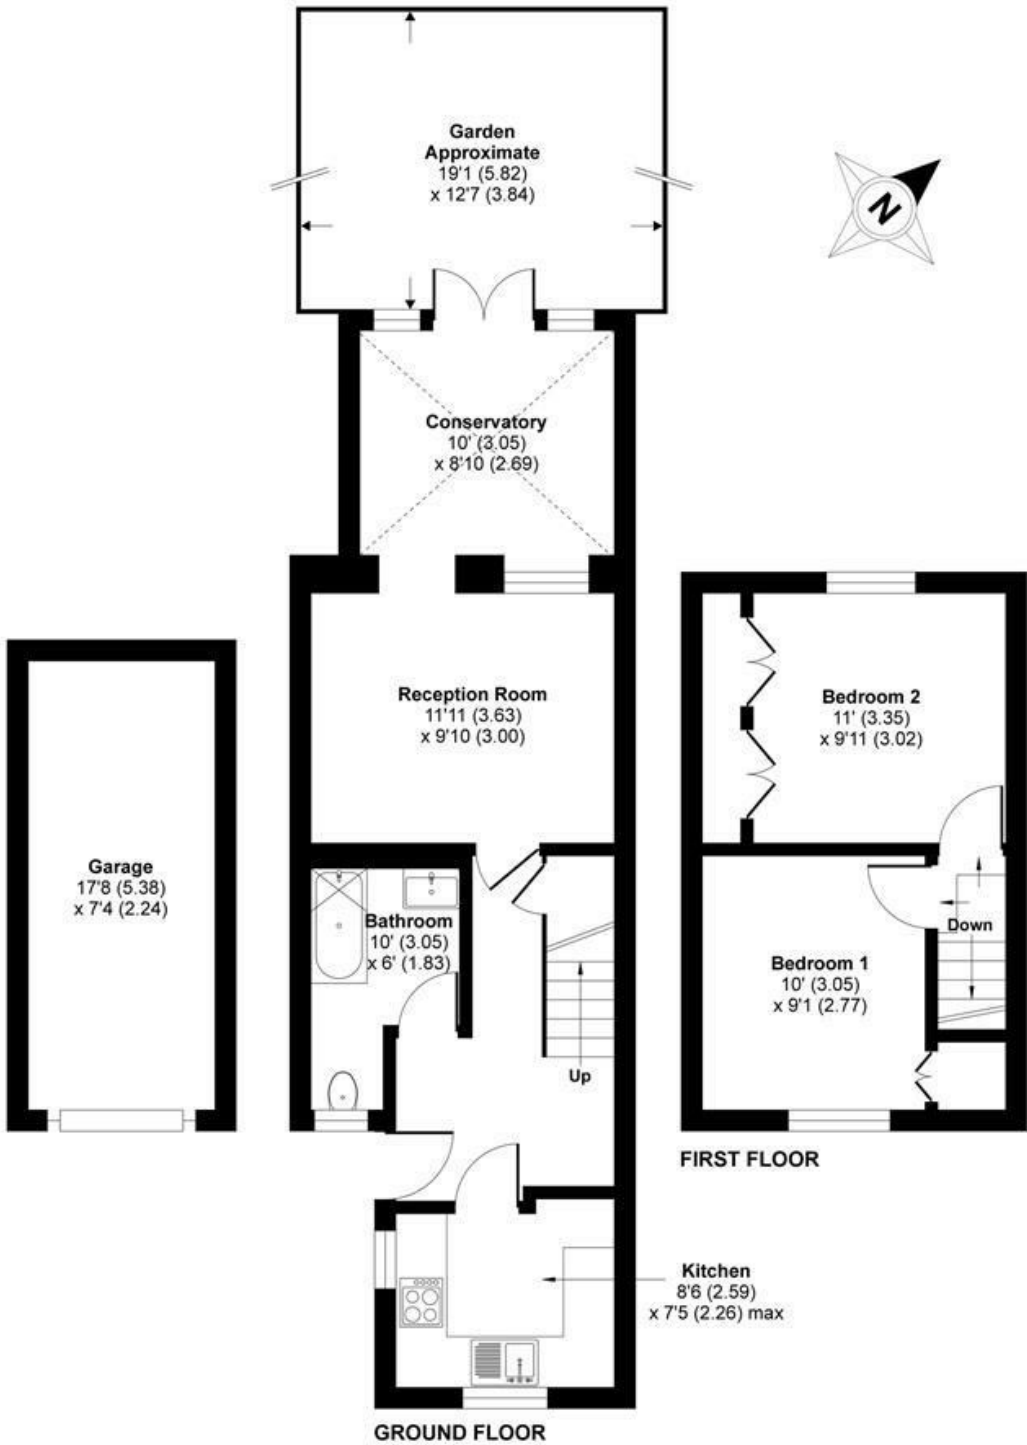 Garden
Approximate
19'1 (5.82)
x 12'7 (3.84)
N
Conservatory
10' (3.05)
x 8'10 (2.69)
Reception Room
11'11 (3.63)
x 9'10 (3.00)
Bedroom 2
11' (3.35)
x 9'11 (3.02)
Garage
17'8 (5.38)
x 7'4 (2.24)
Bathroom
10' (3.05)
x 6' (1.83)
Down
Bedroom 1
10' (3.05)
x 9'1 (2.77)
Up
FIRST FLOOR
Kitchen
8'6 (2.59)
x 7'5 (2.26) max
GROUND FLOOR